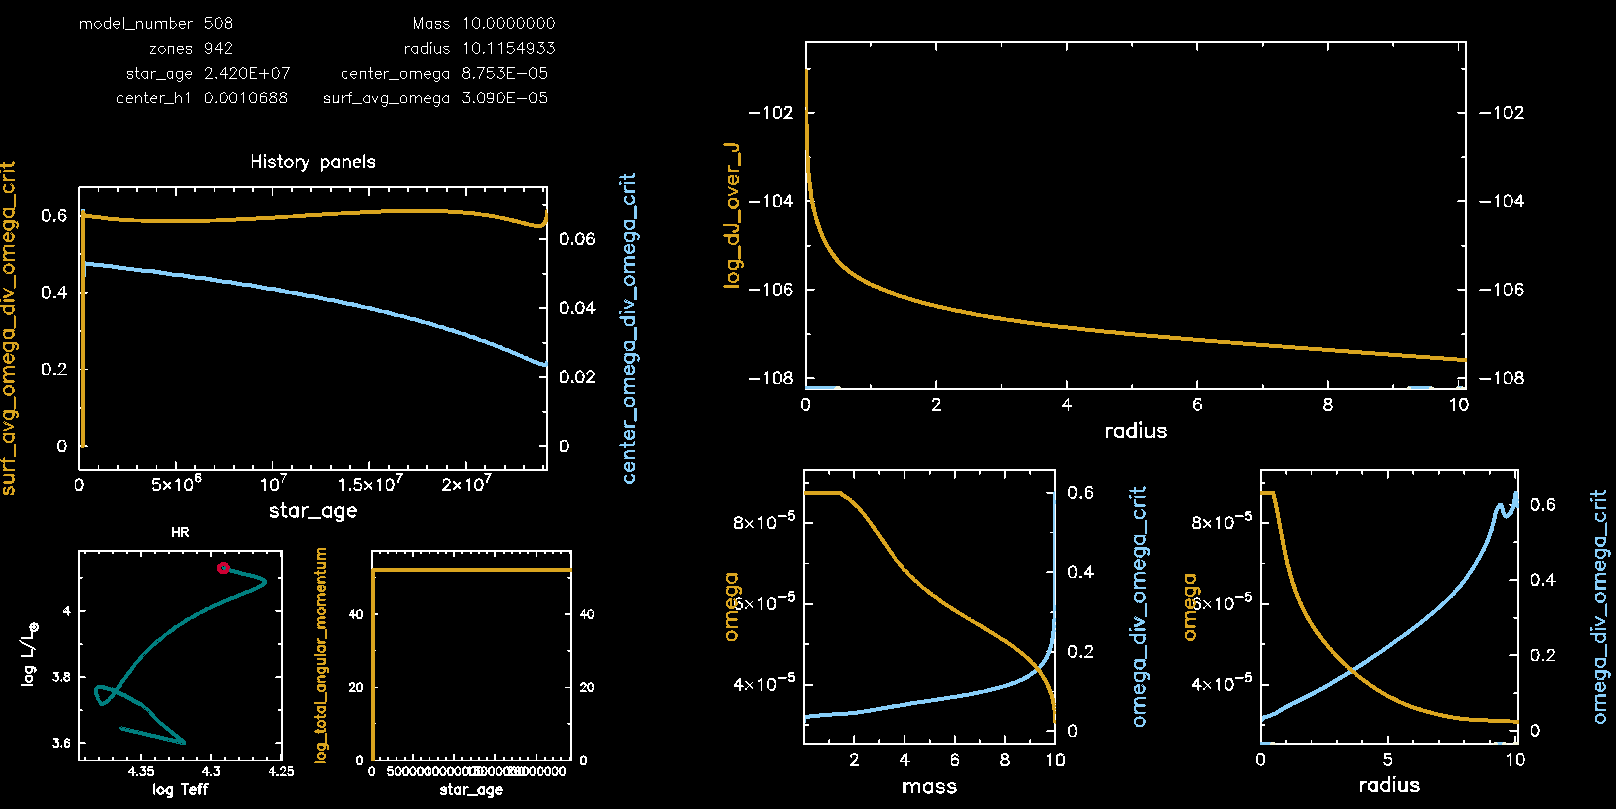 model_number 508
zones 942
star_age 2.420E+07
center_h1 0.0010688
Mass 10.0000000
radius 10.1154933
center_omega 8.753E-05
surf_avg_omega 3.090E-05
History panels
surf_avg_omega_div_omega_crit
0.6
0.4
0.2
0
0.06
0.04
0.02
0
center_omega_div_omega_crit
0 5×10⁶ 10⁷ 1.5×10⁷ 2×10⁷
star_age
log_dJ_over_J
-102
-104
-106
-108
-102
-104
-106
-108
0 2 4 6 8 10
radius
HR
log L/L⊙
4
3.8
3.6
4.35 4.3 4.25
log Teff
log_total_angular_momentum
40
20
0
40
20
0
0 5000000
star_age
omega
8×10⁻⁵
6×10⁻⁵
4×10⁻⁵
0.6
0.4
0.2
0
omega_div_omega_crit
2 4 6 8 10
mass
omega
8×10⁻⁵
6×10⁻⁵
4×10⁻⁵
0.6
0.4
0.2
0
omega_div_omega_crit
0 5 10
radius